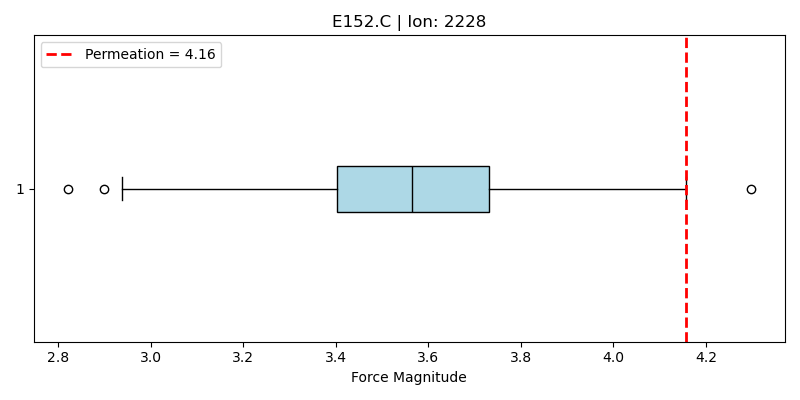 E152.C | Ion: 2228
Permeation = 4.16
1
2.8 3.0 3.2 3.4 3.6 3.8 4.0 4.2
Force Magnitude